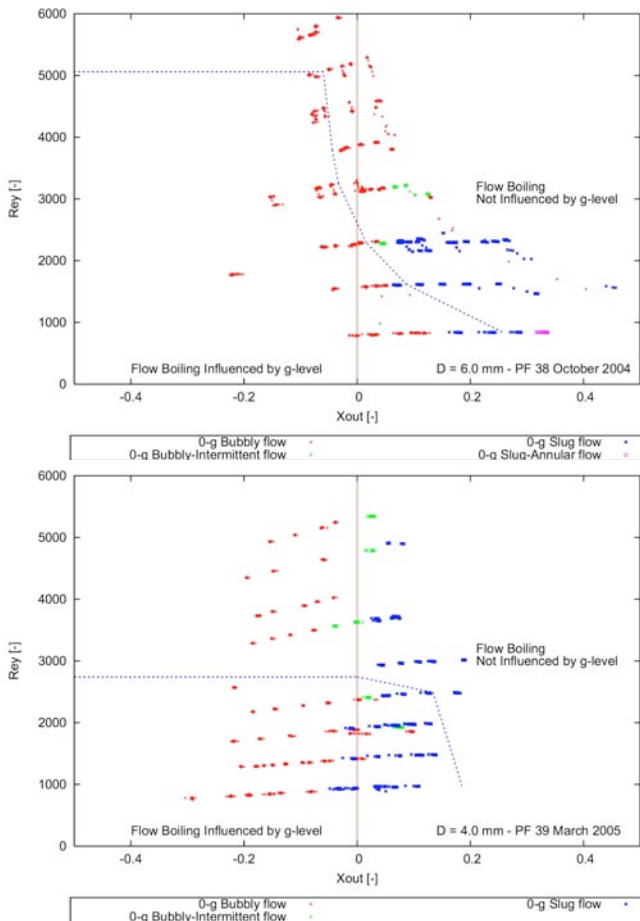 6000
5000
4000
3000
2000
1000
0
Rey [-]
Flow Boiling
Not Influenced by g-level
Flow Boiling Influenced by g-level
D = 6.0 mm - PF 38 October 2004
-0.4 -0.2 0 0.2 0.4
Xout [-]
0-g Bubbly flow
0-g Bubbly-Intermittent flow
0-g Slug flow
0-g Slug-Annular flow
6000
5000
4000
3000
2000
1000
0
Rey [-]
Flow Boiling
Not Influenced by g-level
Flow Boiling Influenced by g-level
D = 4.0 mm - PF 39 March 2005
-0.4 -0.2 0 0.2 0.4
Xout [-]
0-g Bubbly flow
0-g Bubbly-Intermittent flow
0-g Slug flow